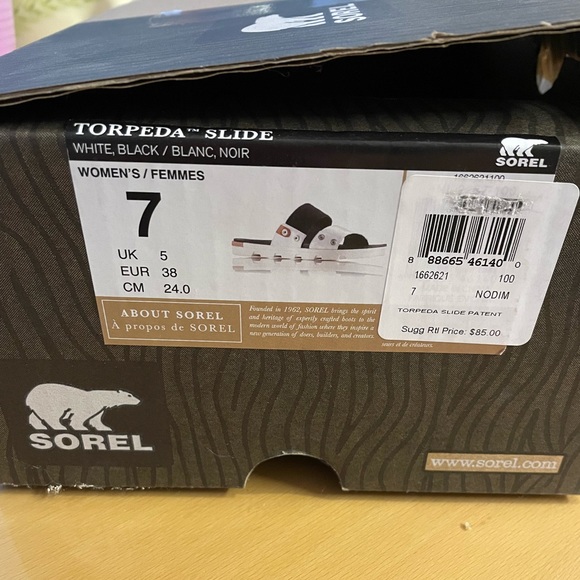 SOREL
TORPEDA™ SLIDE
WHITE, BLACK / BLANC, NOIR
SOREL
WOMEN'S / FEMMES
7
UK 5
EUR 38
CM 24.0
8 88665 46140 0
1662621 100
7 NODIM
TORPEDA SLIDE PATENT
Sugg Rtl Price: $85.00
ABOUT SOREL
À propos de SOREL
Founded in 1962, SOREL brings the spirit
and heritage of expertly crafted boots to the
modern world of fashion where they inspire a
new generation of doers, builders, and creators.
SOREL
www.sorel.com